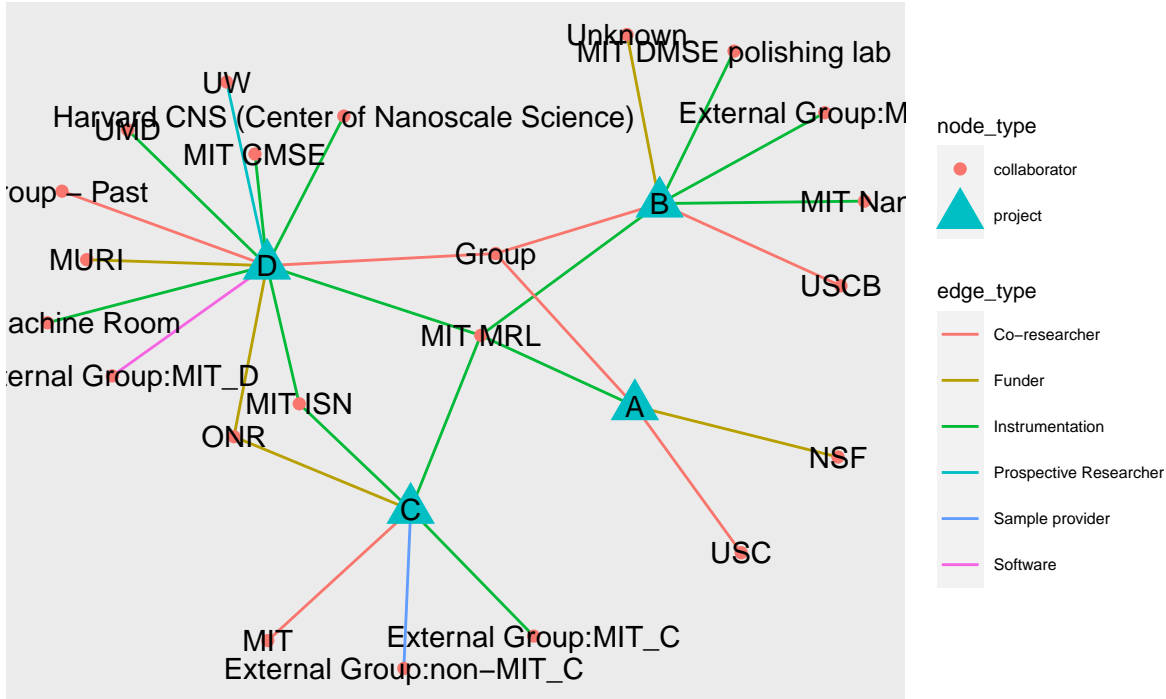 Unknown
MIT DMSE polishing lab
UW
Harvard CNS (Center of Nanoscale Science)
External Group:M
UMD
MIT CMSE
roup – Past
MIT Nan
B
Group
MURI
D
USCB
achine Room
MIT MRL
ternal Group:MIT_D
MIT ISN
A
ONR
NSF
C
USC
MIT
External Group:MIT_C
External Group:non–MIT_C
node_type
collaborator
project
edge_type
Co–researcher
Funder
Instrumentation
Prospective Researcher
Sample provider
Software